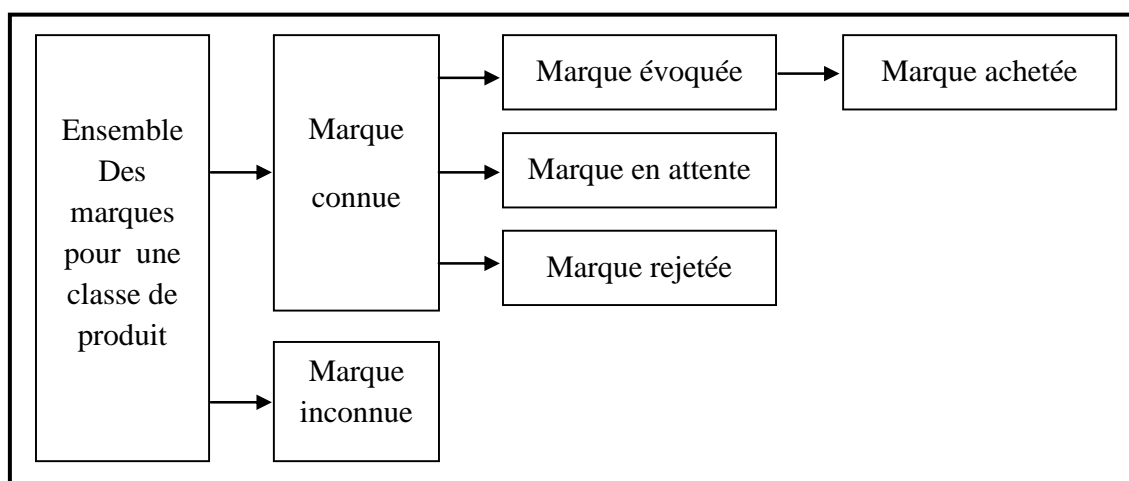 Ensemble
Des
marques
pour une
classe de
produit
Marque
connue
Marque
inconnue
Marque évoquée
Marque en attente
Marque rejetée
Marque achetée